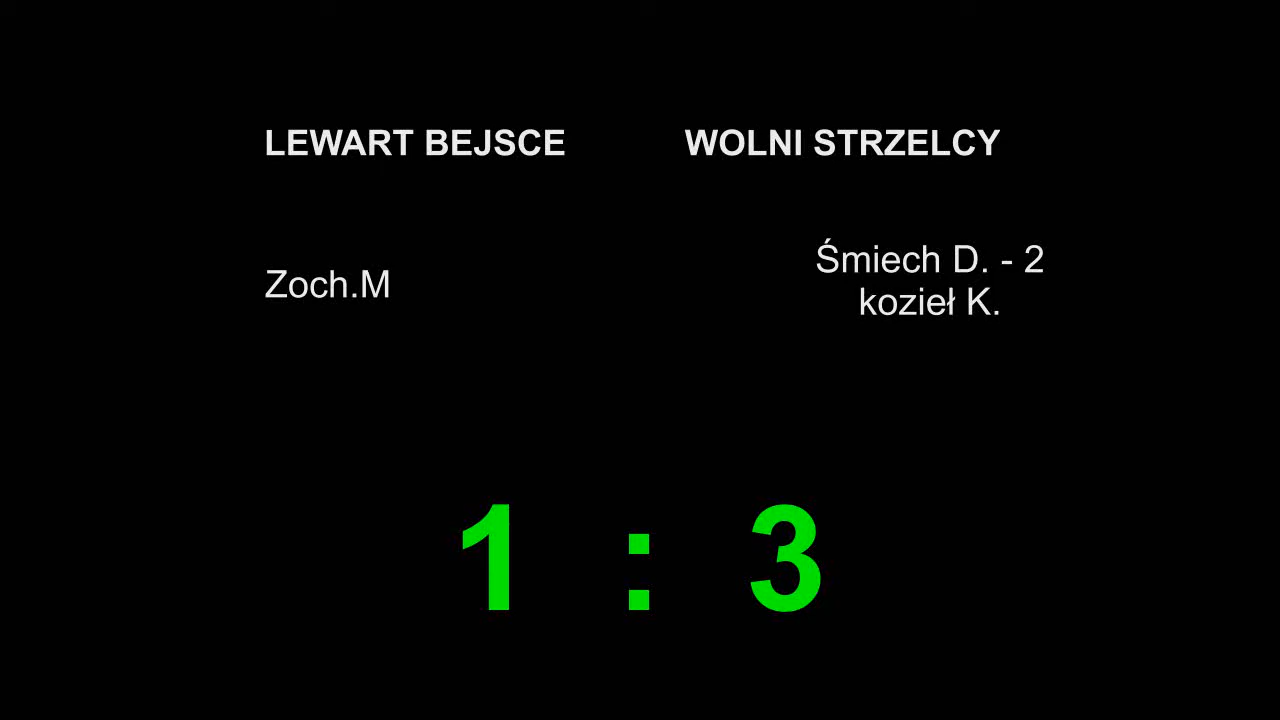 LEWART BEJSCE
WOLNI STRZELCY
Zoch.M
Śmiech D. - 2
kozieł K.
1 : 3